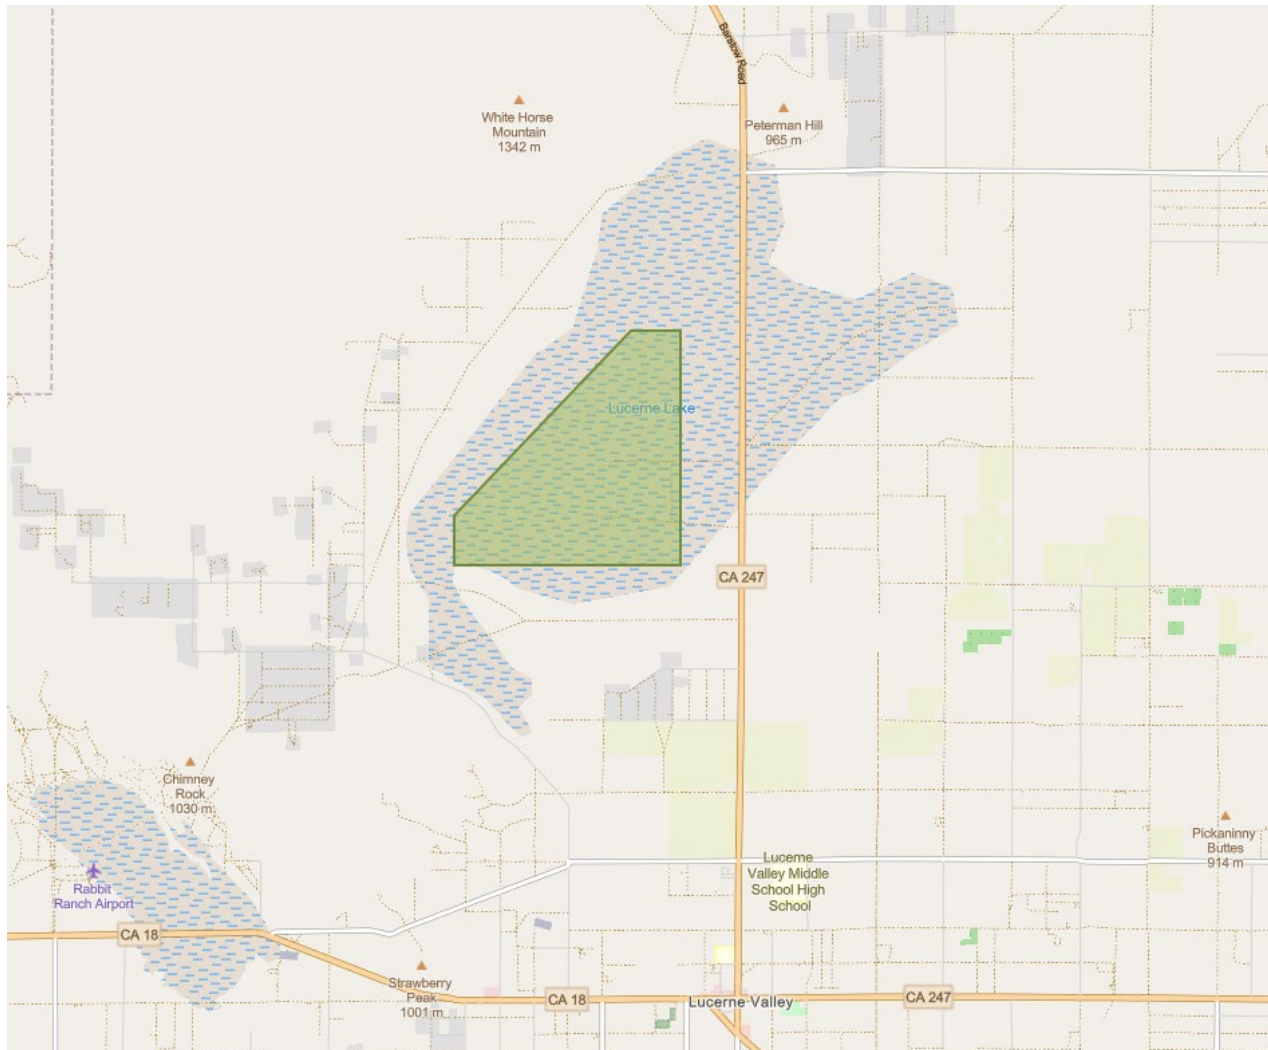 Barstow Road
White Horse
Mountain
1342 m
Peterman Hill
965 m
Lucerne Lake
CA 247
Chimney
Rock
1030 m
Pickaninny
Buttes
914 m
Lucerne
Valley Middle
School High
School
Rabbit
Ranch Airport
CA 18
Strawberry
Peak
1001 m
CA 18
Lucerne Valley
CA 247